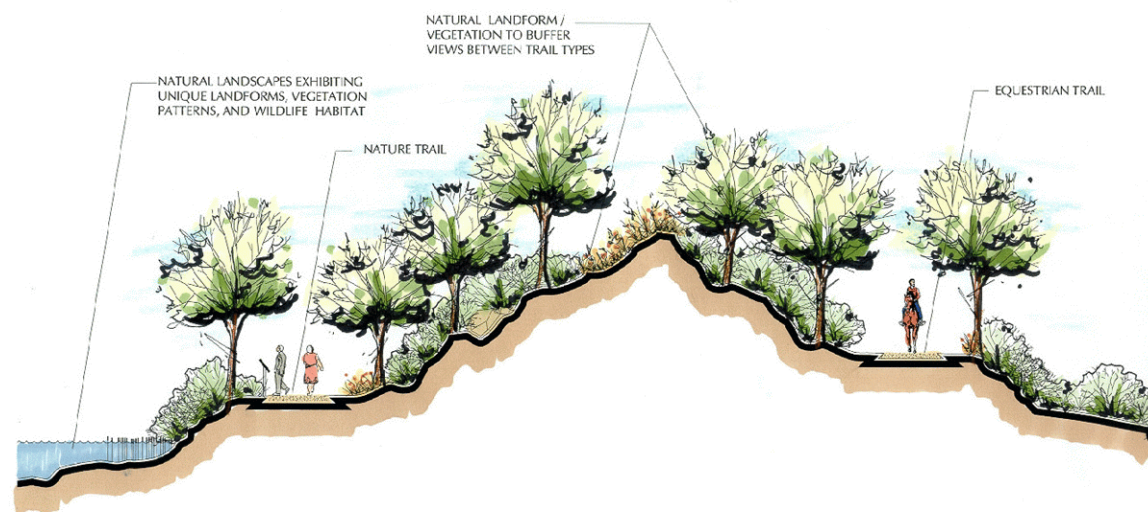 NATURAL LANDFORM /
VEGETATION TO BUFFER
VIEWS BETWEEN TRAIL TYPES
NATURAL LANDSCAPES EXHIBITING
UNIQUE LANDFORMS, VEGETATION
PATTERNS, AND WILDLIFE HABITAT
EQUESTRIAN TRAIL
NATURE TRAIL